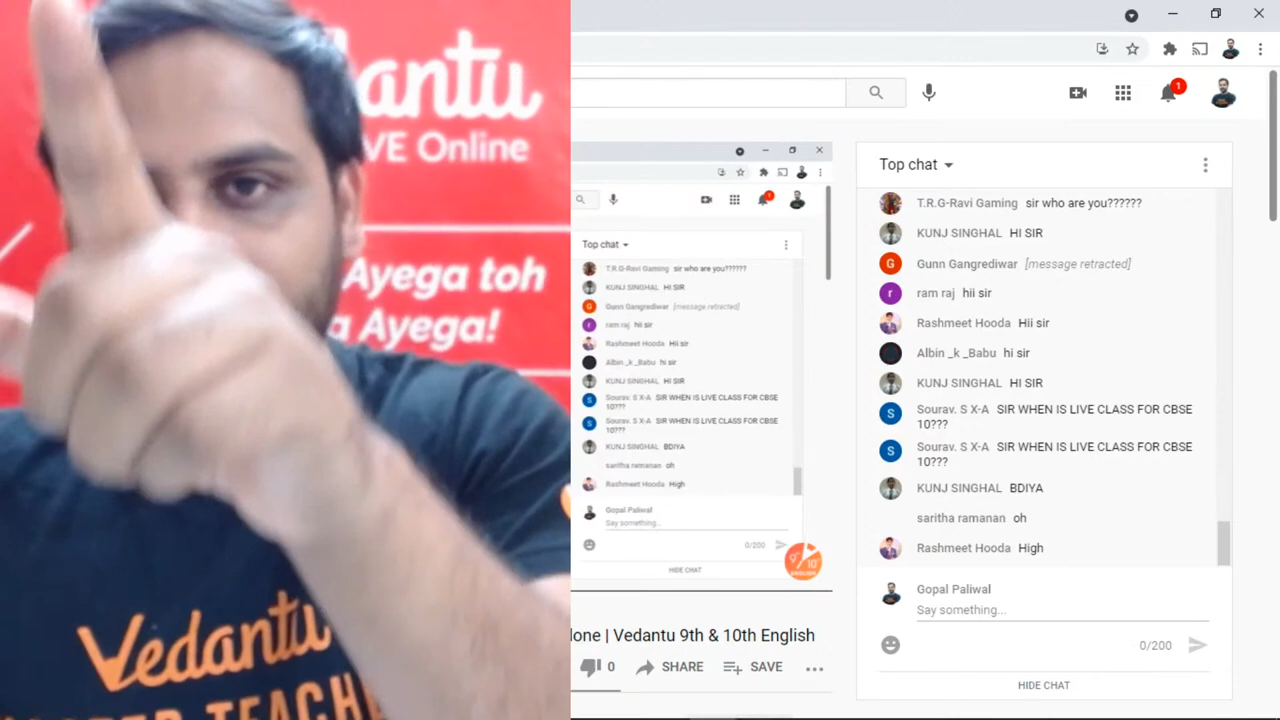 antu
VE Online
Ayega toh
a Ayega!
Vedantu
TEACHE
1
Top chat
T.R.G-Ravi Gaming sir who are you??????
KUNJ SINGHAL HI SIR
Gunn Gangrediwar [message retracted]
ram raj hii sir
Rashmeet Hooda Hii sir
Albin _k _Babu hi sir
KUNJ SINGHAL HI SIR
Sourav. S X-A SIR WHEN IS LIVE CLASS FOR CBSE
10???
Sourav. S X-A SIR WHEN IS LIVE CLASS FOR CBSE
10???
KUNJ SINGHAL BDIYA
saritha ramanan oh
Rashmeet Hooda High
Gopal Paliwal
Say something...
0/200
HIDE CHAT
9th 10th
ENGLISH
lone | Vedantu 9th & 10th English
0 SHARE SAVE
1
Top chat
T.R.G-Ravi Gaming sir who are you??????
KUNJ SINGHAL HI SIR
G Gunn Gangrediwar [message retracted]
r ram raj hii sir
Rashmeet Hooda Hii sir
Albin _k _Babu hi sir
KUNJ SINGHAL HI SIR
S Sourav. S X-A SIR WHEN IS LIVE CLASS FOR CBSE
10???
S Sourav. S X-A SIR WHEN IS LIVE CLASS FOR CBSE
10???
KUNJ SINGHAL BDIYA
saritha ramanan oh
Rashmeet Hooda High
Gopal Paliwal
Say something...
0/200
HIDE CHAT